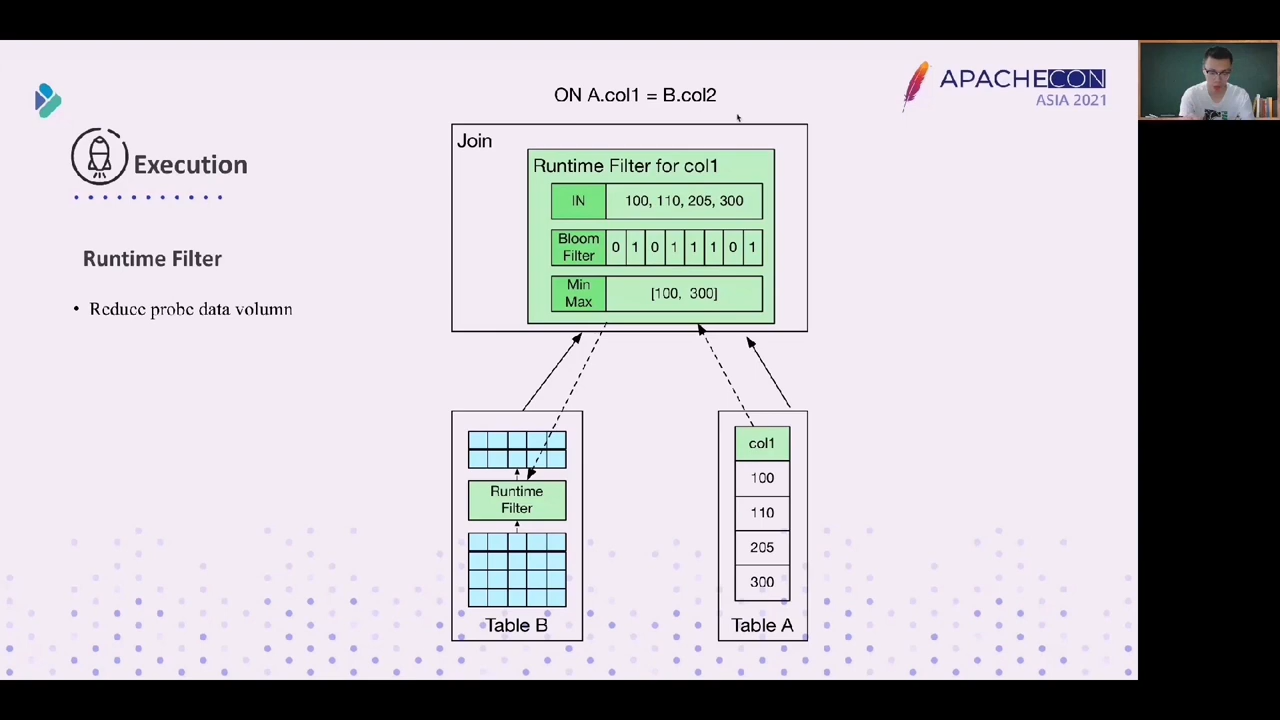 APACHECON
ASIA 2021
Execution
Runtime Filter
• Reduce probe data volumn
ON A.col1 = B.col2
Join
Runtime Filter for col1
IN 100, 110, 205, 300
Bloom
Filter
0 1 0 1 1 1 0 1
Min
Max
[100, 300]
Runtime
Filter
Table B
col1
100
110
205
300
Table A